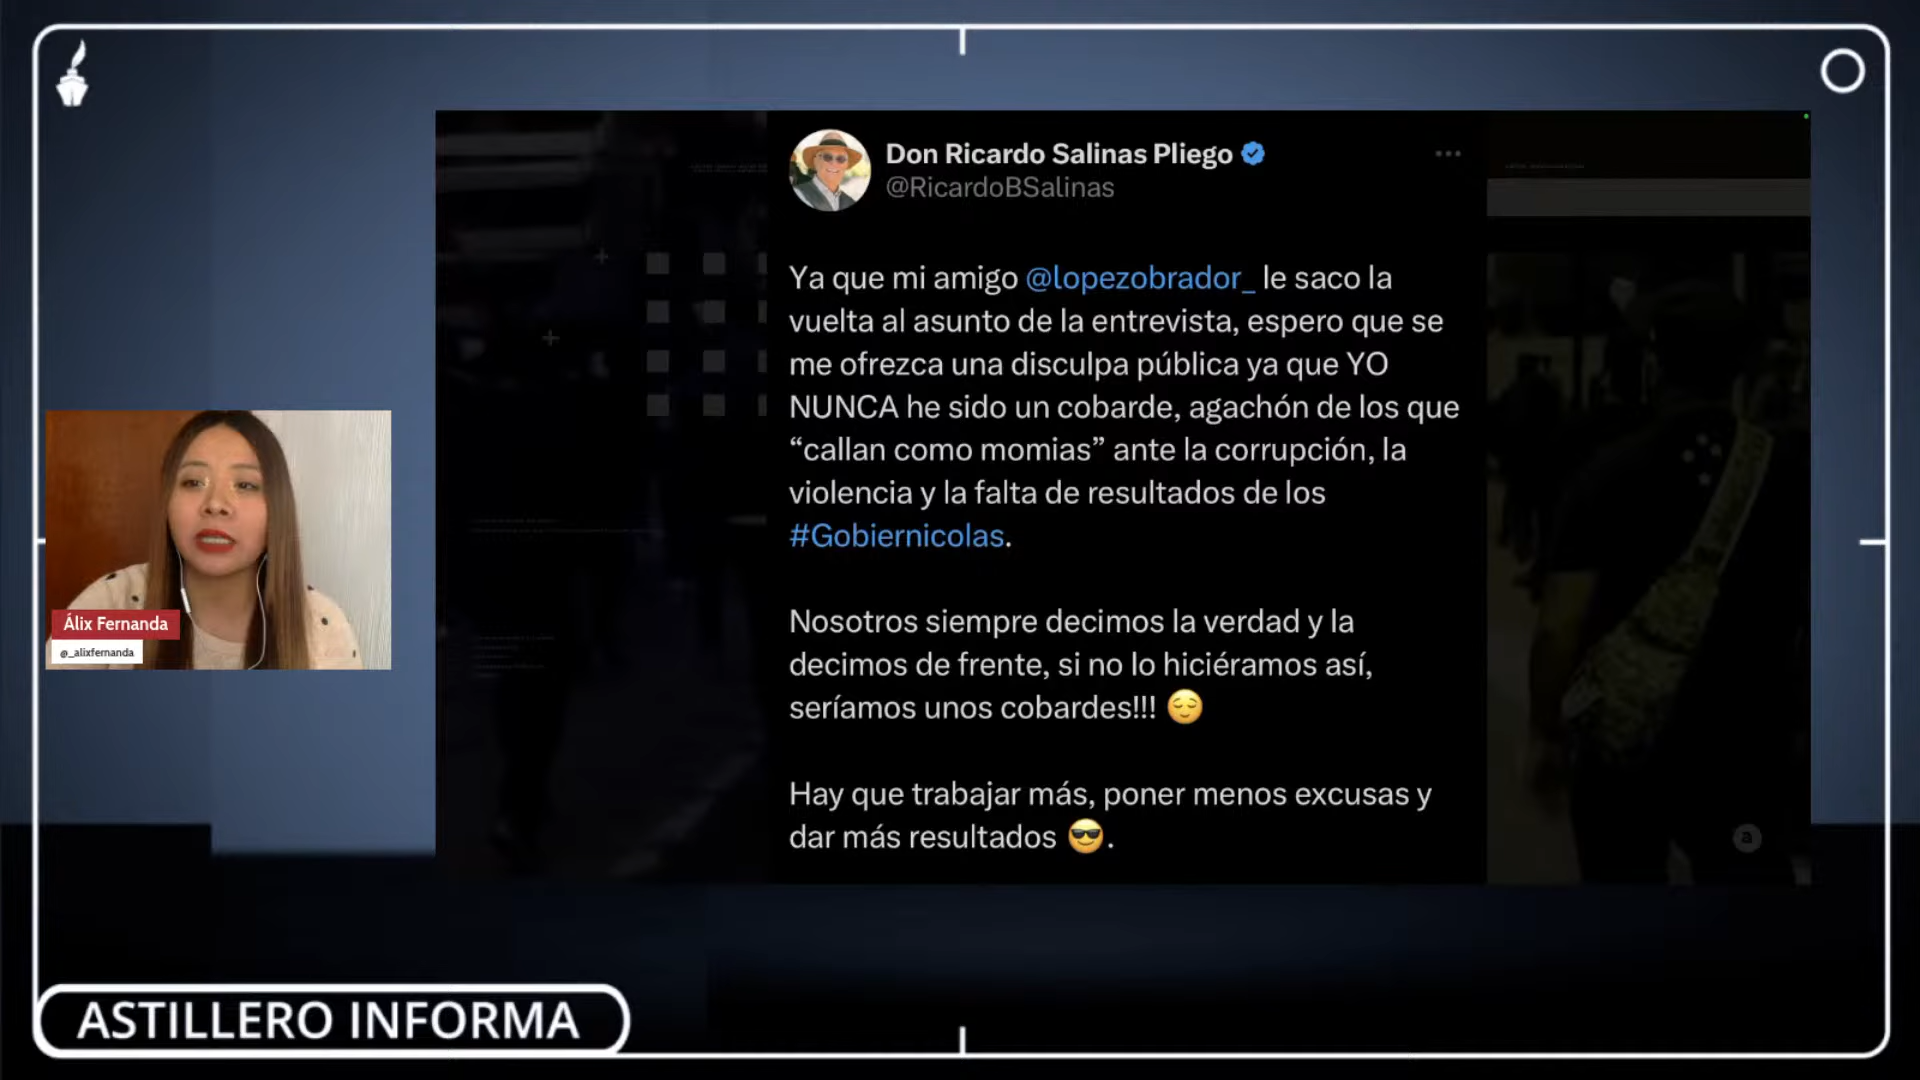 Don Ricardo Salinas Pliego
@RicardoBSalinas
Ya que mi amigo @lopezobrador_ le saco la
vuelta al asunto de la entrevista, espero que se
me ofrezca una disculpa pública ya que YO
NUNCA he sido un cobarde, agachón de los que
“callan como momias” ante la corrupción, la
violencia y la falta de resultados de los
#Gobiernicolas.
Nosotros siempre decimos la verdad y la
decimos de frente, si no lo hiciéramos así,
seríamos unos cobardes!!! 😌
Hay que trabajar más, poner menos excusas y
dar más resultados 😎.
Álix Fernanda
@_alixfernanda
a
ASTILLERO INFORMA